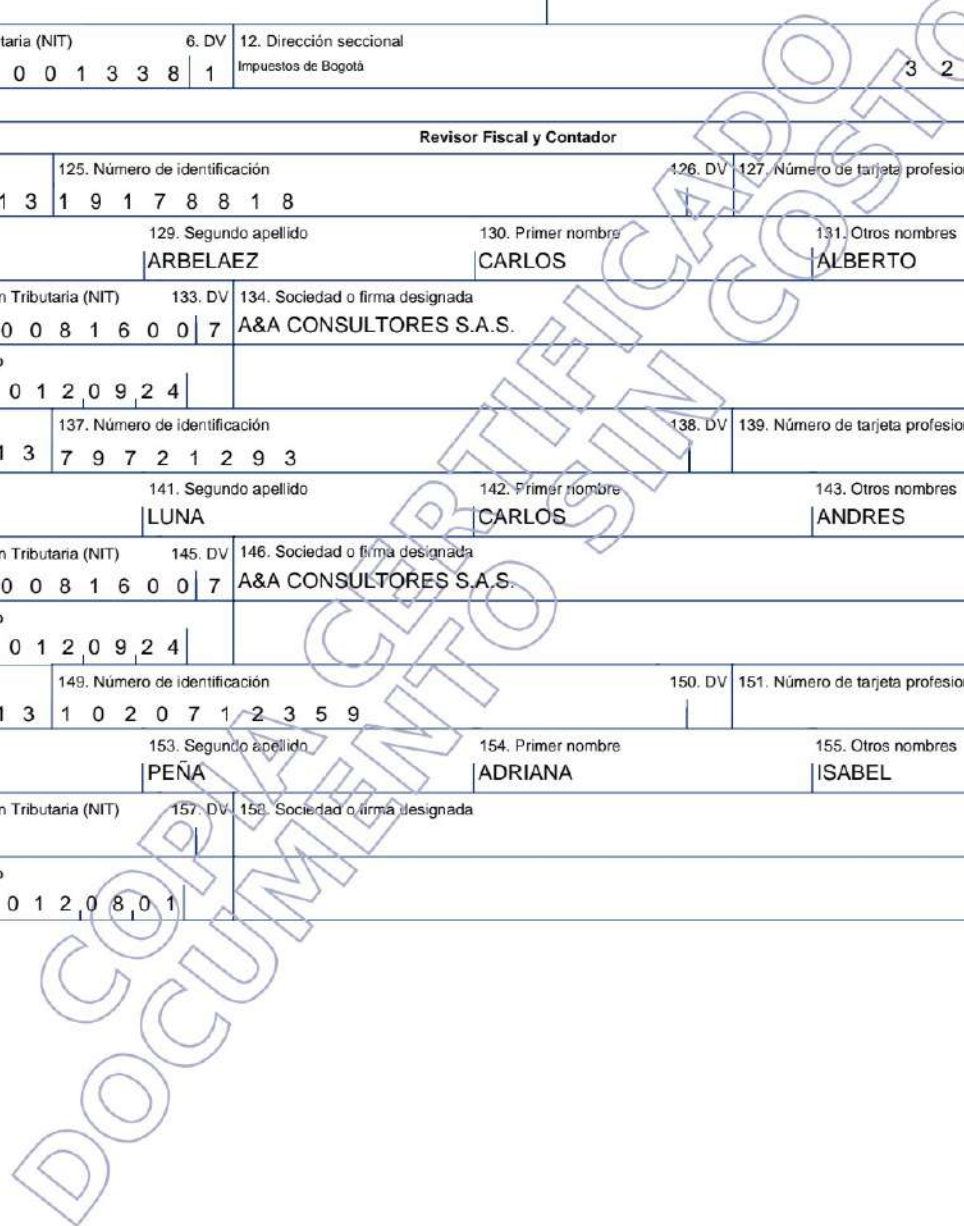 taria (NIT) 6. DV 12. Dirección seccional
0 0 1 3 3 8 1 Impuestos de Bogotá 3 2
Revisor Fiscal y Contador
125. Número de identificación 126. DV 127. Número de tarjeta profesion
1 3 1 9 1 7 8 8 1 8
129. Segundo apellido 130. Primer nombre 131. Otros nombres
ARBELAEZ CARLOS ALBERTO
n Tributaria (NIT) 133. DV 134. Sociedad o firma designada
0 0 8 1 6 0 0 7 A&A CONSULTORES S.A.S.
o
0 1 2 0 9 2 4
137. Número de identificación 138. DV 139. Número de tarjeta profesion
1 3 7 9 7 2 1 2 9 3
141. Segundo apellido 142. Primer nombre 143. Otros nombres
LUNA CARLOS ANDRES
n Tributaria (NIT) 145. DV 146. Sociedad o firma designada
0 0 8 1 6 0 0 7 A&A CONSULTORES S.A.S.
o
0 1 2 0 9 2 4
149. Número de identificación 150. DV 151. Número de tarjeta profesion
1 3 1 0 2 0 7 1 2 3 5 9
153. Segundo apellido 154. Primer nombre 155. Otros nombres
PEÑA ADRIANA ISABEL
n Tributaria (NIT) 157. DV 158. Sociedad o firma designada
o
0 1 2 0 8 0 1
COPIA CERTIFICADO
DOCUMENTO SIN COSTO